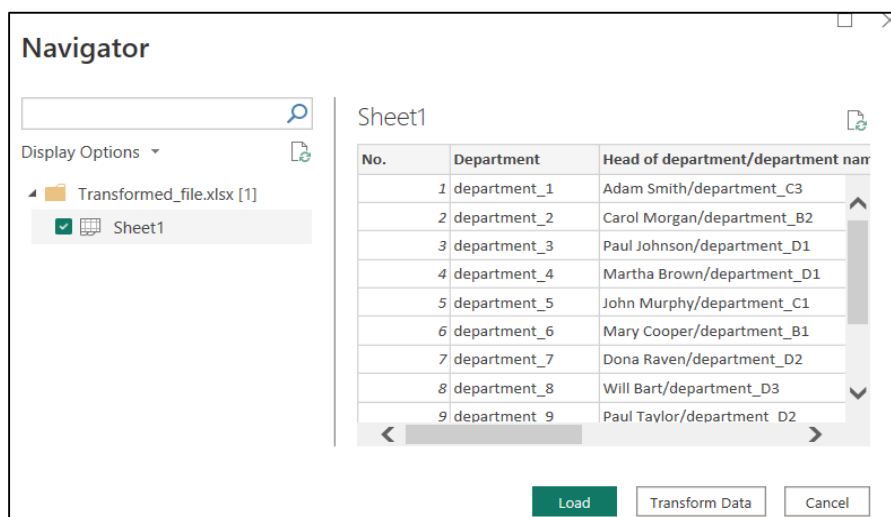 Navigator
Display Options
Transformed_file.xlsx [1]
Sheet1
Sheet1
No. Department Head of department/department nam
1 department_1 Adam Smith/department_C3
2 department_2 Carol Morgan/department_B2
3 department_3 Paul Johnson/department_D1
4 department_4 Martha Brown/department_D1
5 department_5 John Murphy/department_C1
6 department_6 Mary Cooper/department_B1
7 department_7 Dona Raven/department_D2
8 department_8 Will Bart/department_D3
9 department_9 Paul Taylor/department_D2
Load Transform Data Cancel